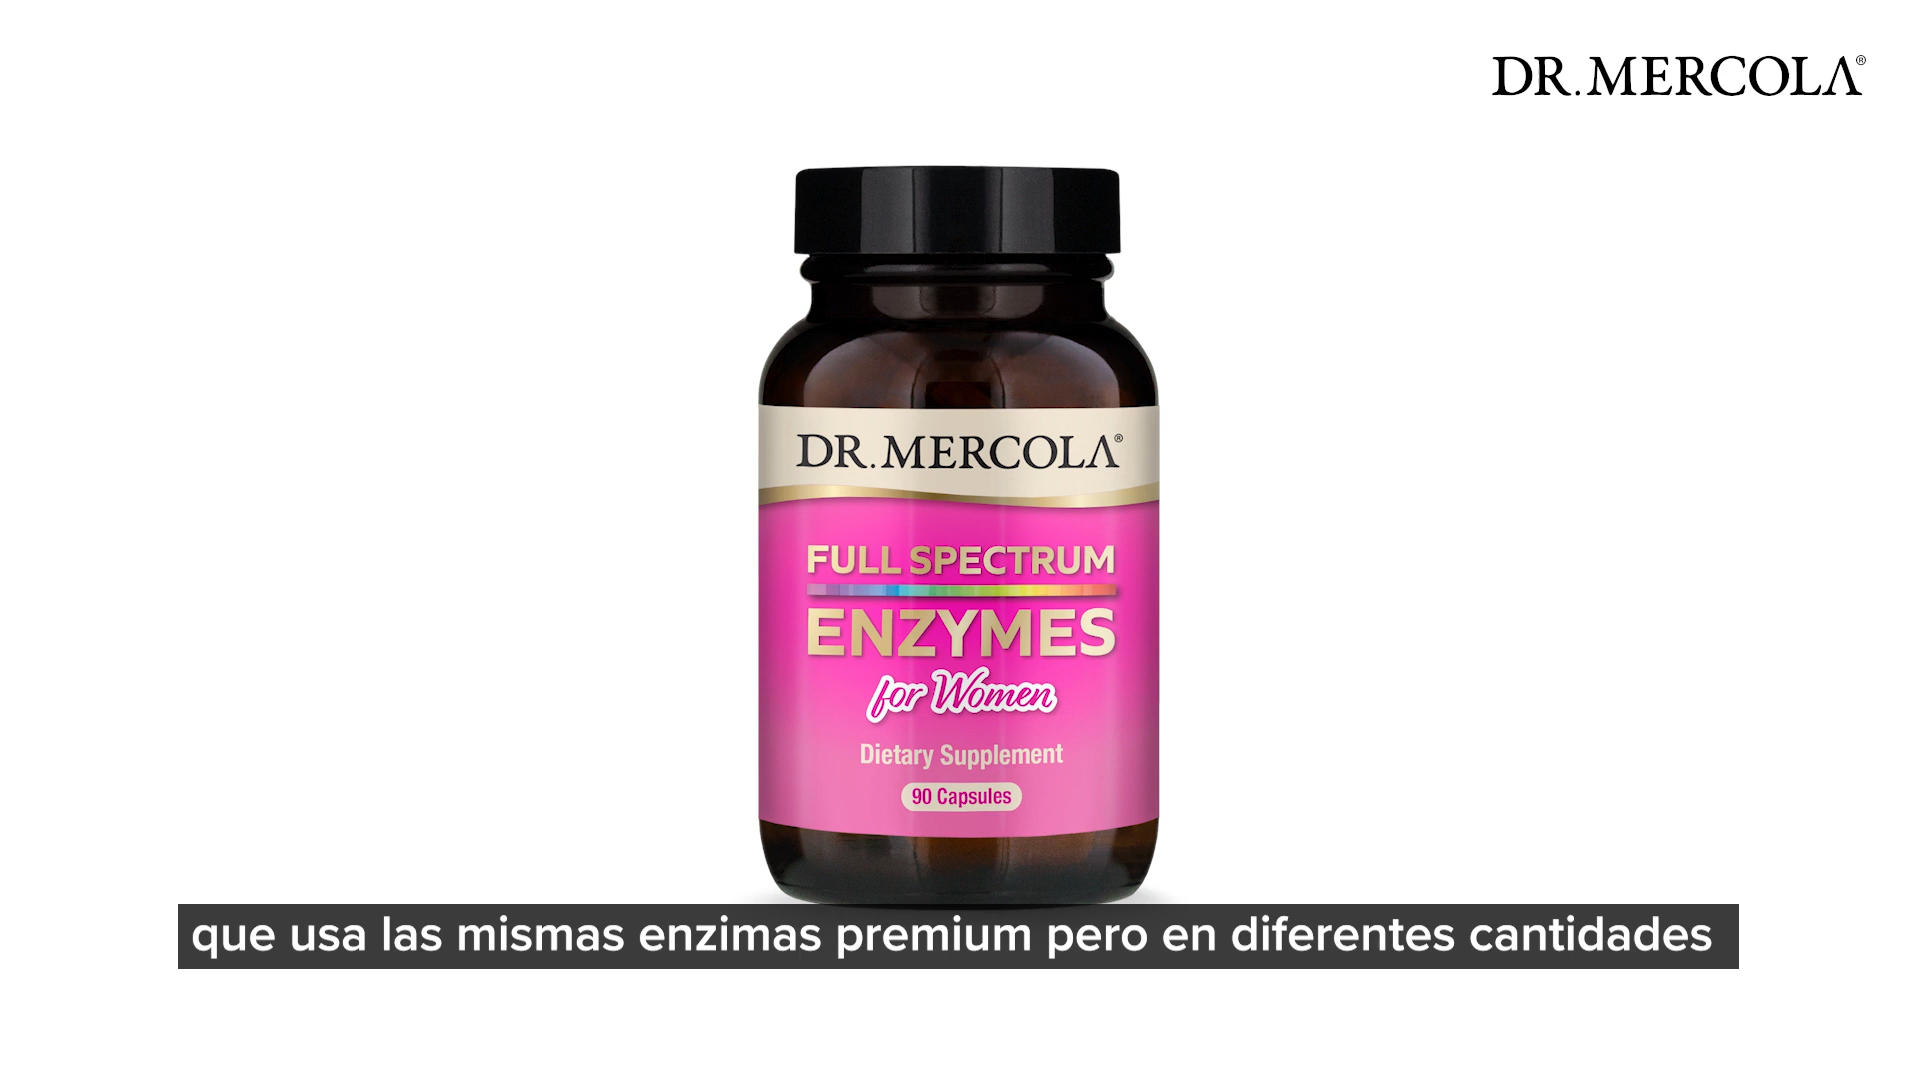 DR. MERCOLA®
DR. MERCOLA®
FULL SPECTRUM
ENZYMES
for Women
Dietary Supplement
90 Capsules
que usa las mismas enzimas premium pero en diferentes cantidades